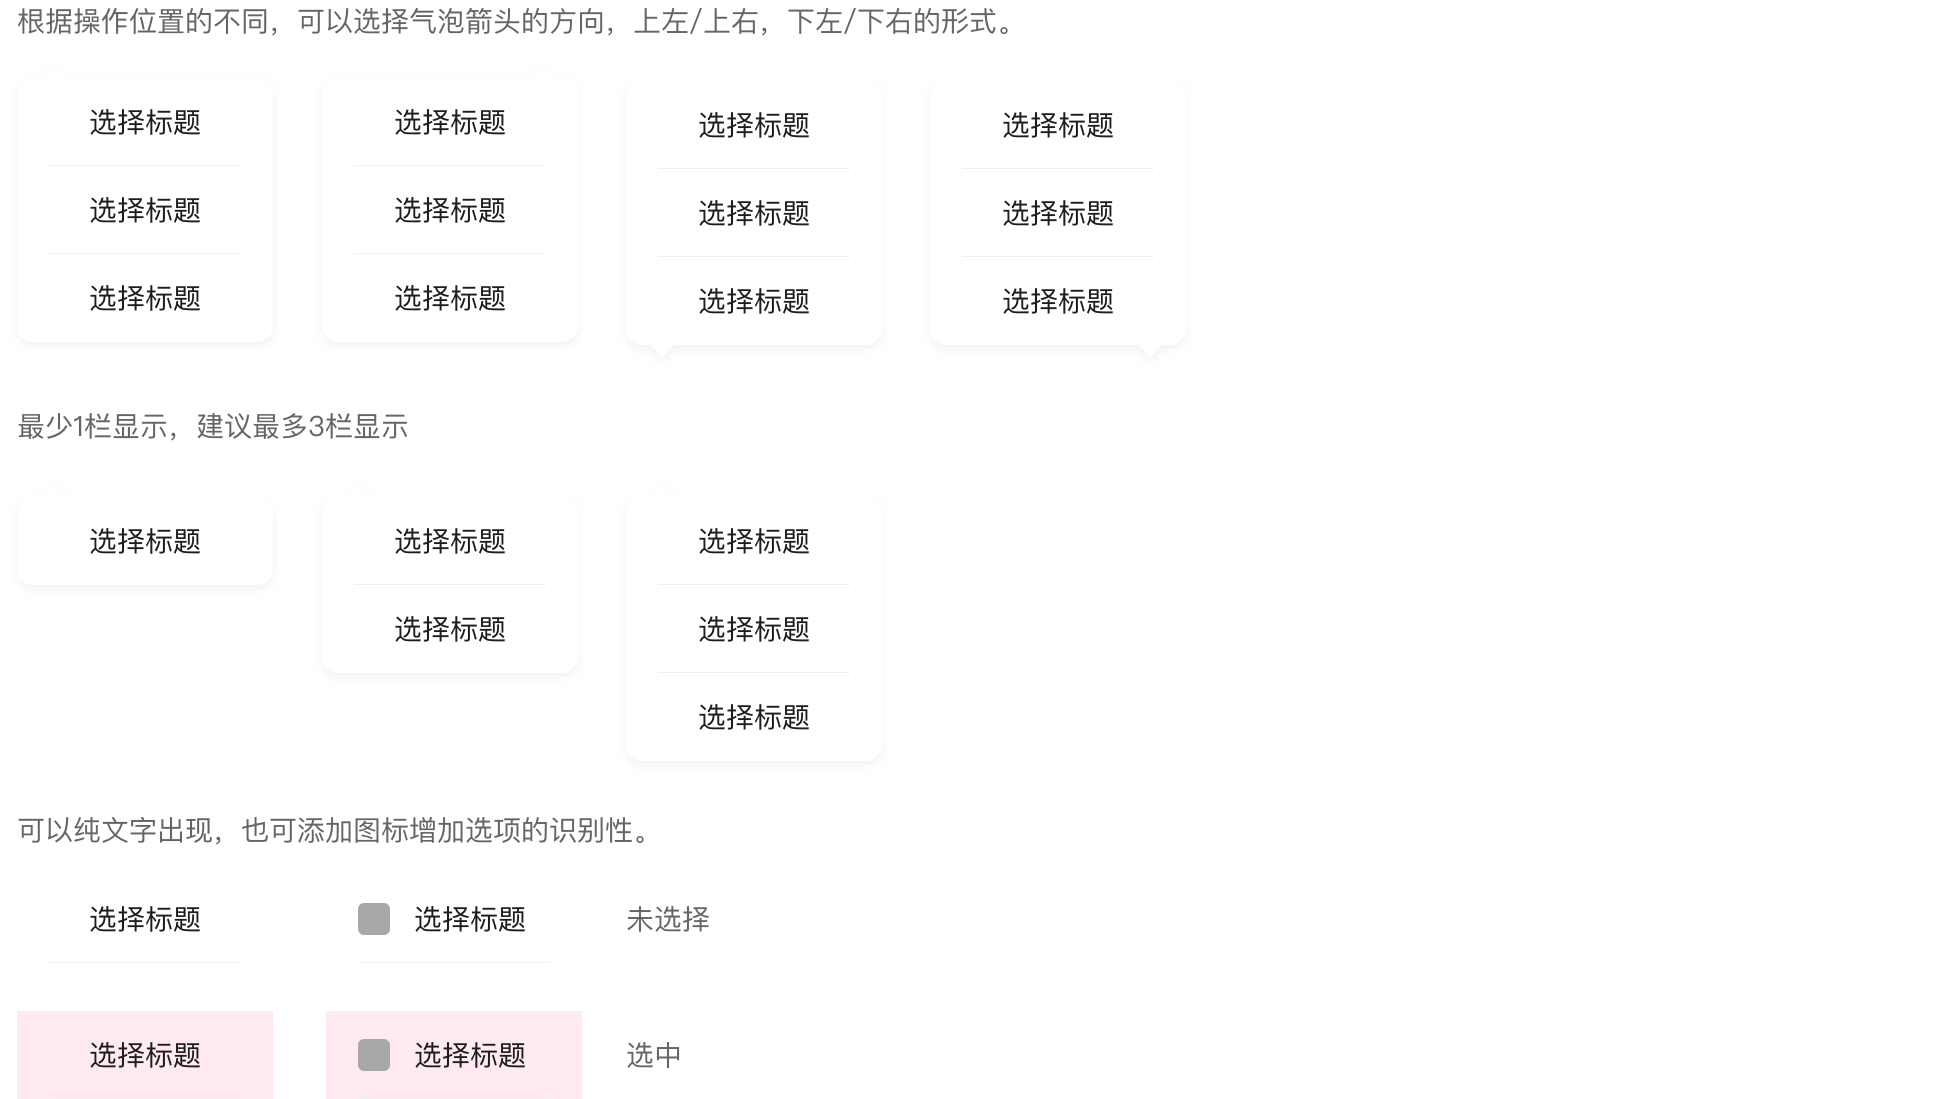 根据操作位置的不同，可以选择气泡箭头的方向，上左/上右，下左/下右的形式。
选择标题 选择标题 选择标题 选择标题
选择标题 选择标题 选择标题 选择标题
选择标题 选择标题 选择标题 选择标题
最少1栏显示，建议最多3栏显示
选择标题 选择标题 选择标题
选择标题 选择标题
选择标题
可以纯文字出现，也可添加图标增加选项的识别性。
选择标题 选择标题 未选择
选择标题 选择标题 选中